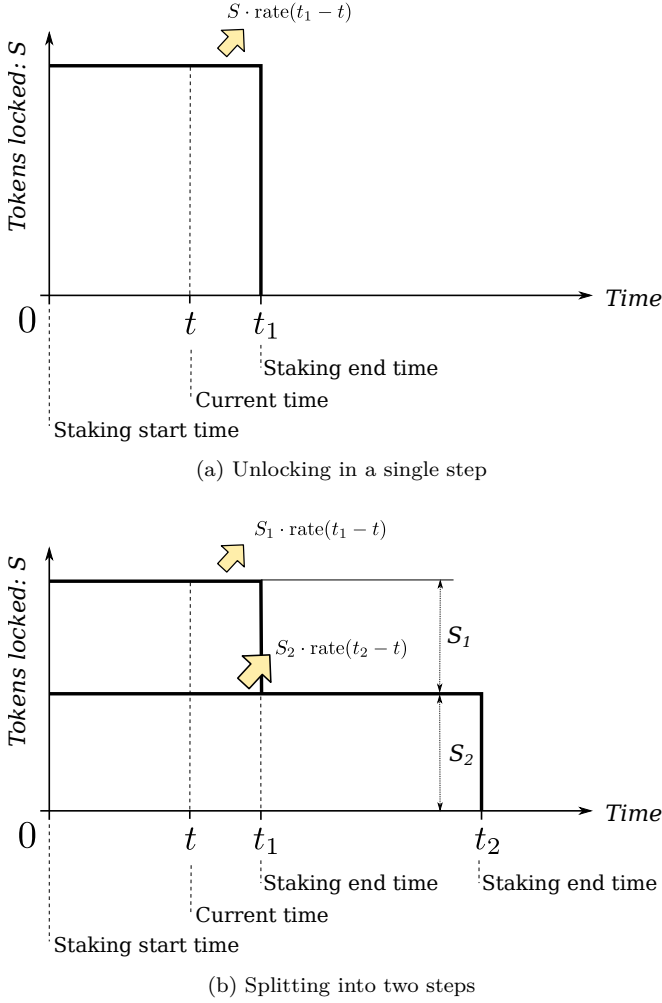 S · rate(t₁ − t)
Tokens locked: S
Time
0
t
t₁
Staking end time
Current time
Staking start time
(a) Unlocking in a single step
S₁ · rate(t₁ − t)
Tokens locked: S
S₁
S₂ · rate(t₂ − t)
S₂
Time
0
t
t₁
t₂
Staking end time
Staking end time
Current time
Staking start time
(b) Splitting into two steps